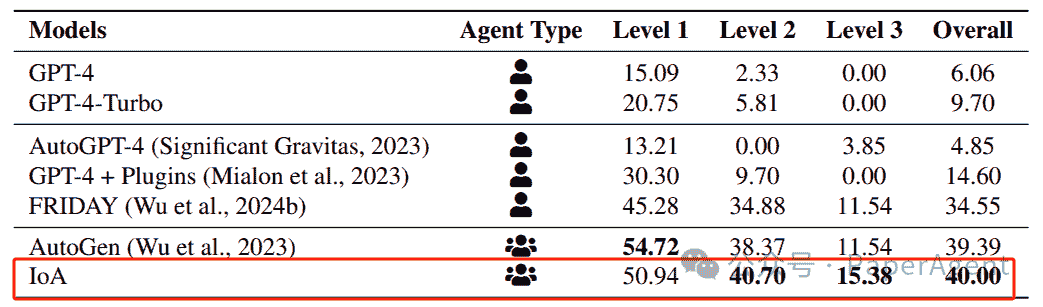 Models Agent Type Level 1 Level 2 Level 3 Overall
GPT-4 15.09 2.33 0.00 6.06
GPT-4-Turbo 20.75 5.81 0.00 9.70
AutoGPT-4 (Significant Gravitas, 2023) 13.21 0.00 3.85 4.85
GPT-4 + Plugins (Mialon et al., 2023) 30.30 9.70 0.00 14.60
FRIDAY (Wu et al., 2024b) 45.28 34.88 11.54 34.55
AutoGen (Wu et al., 2023) 54.72 38.37 11.54 39.39
公众号 · PaperAgent
IoA 50.94 40.70 15.38 40.00